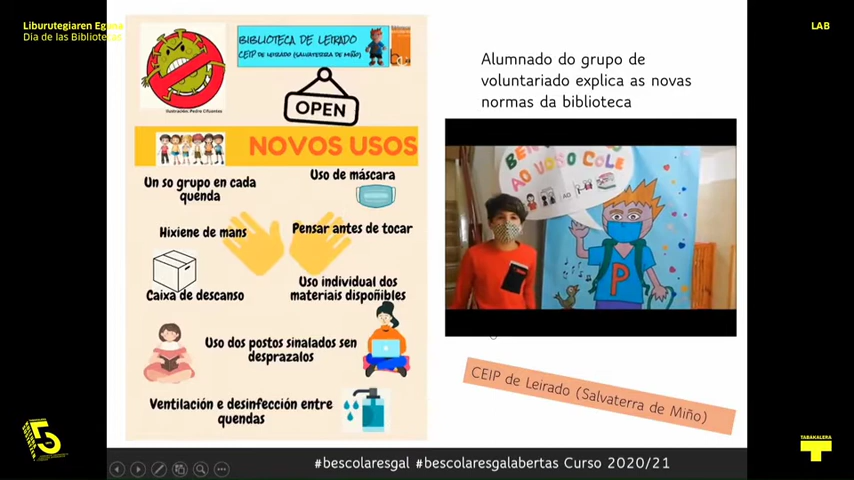 Liburutegiaren Eguna
Día de las Bibliotecas
LAB
BIBLIOTECA DE LEIRADO
CEIP DE LEIRADO (SALVATERRA DE MIÑO)
Ilustración: Pedro Cifuentes
OPEN
NOVOS USOS
Un so grupo en cada
quenda
Uso de máscara
Hixiene de mans
Pensar antes de tocar
Caixa de descanso
Uso individual dos
materiais dispoñibles
Uso dos postos sinalados sen
desprazalos
Ventilación e desinfección entre
quendas
Alumnado do grupo de
voluntariado explica as novas
normas da biblioteca
AO VOSO COLE
P
CEIP de Leirado (Salvaterra de Miño)
#bescolaresgal #bescolaresgalabertas Curso 2020/21
5
TABAKALERA